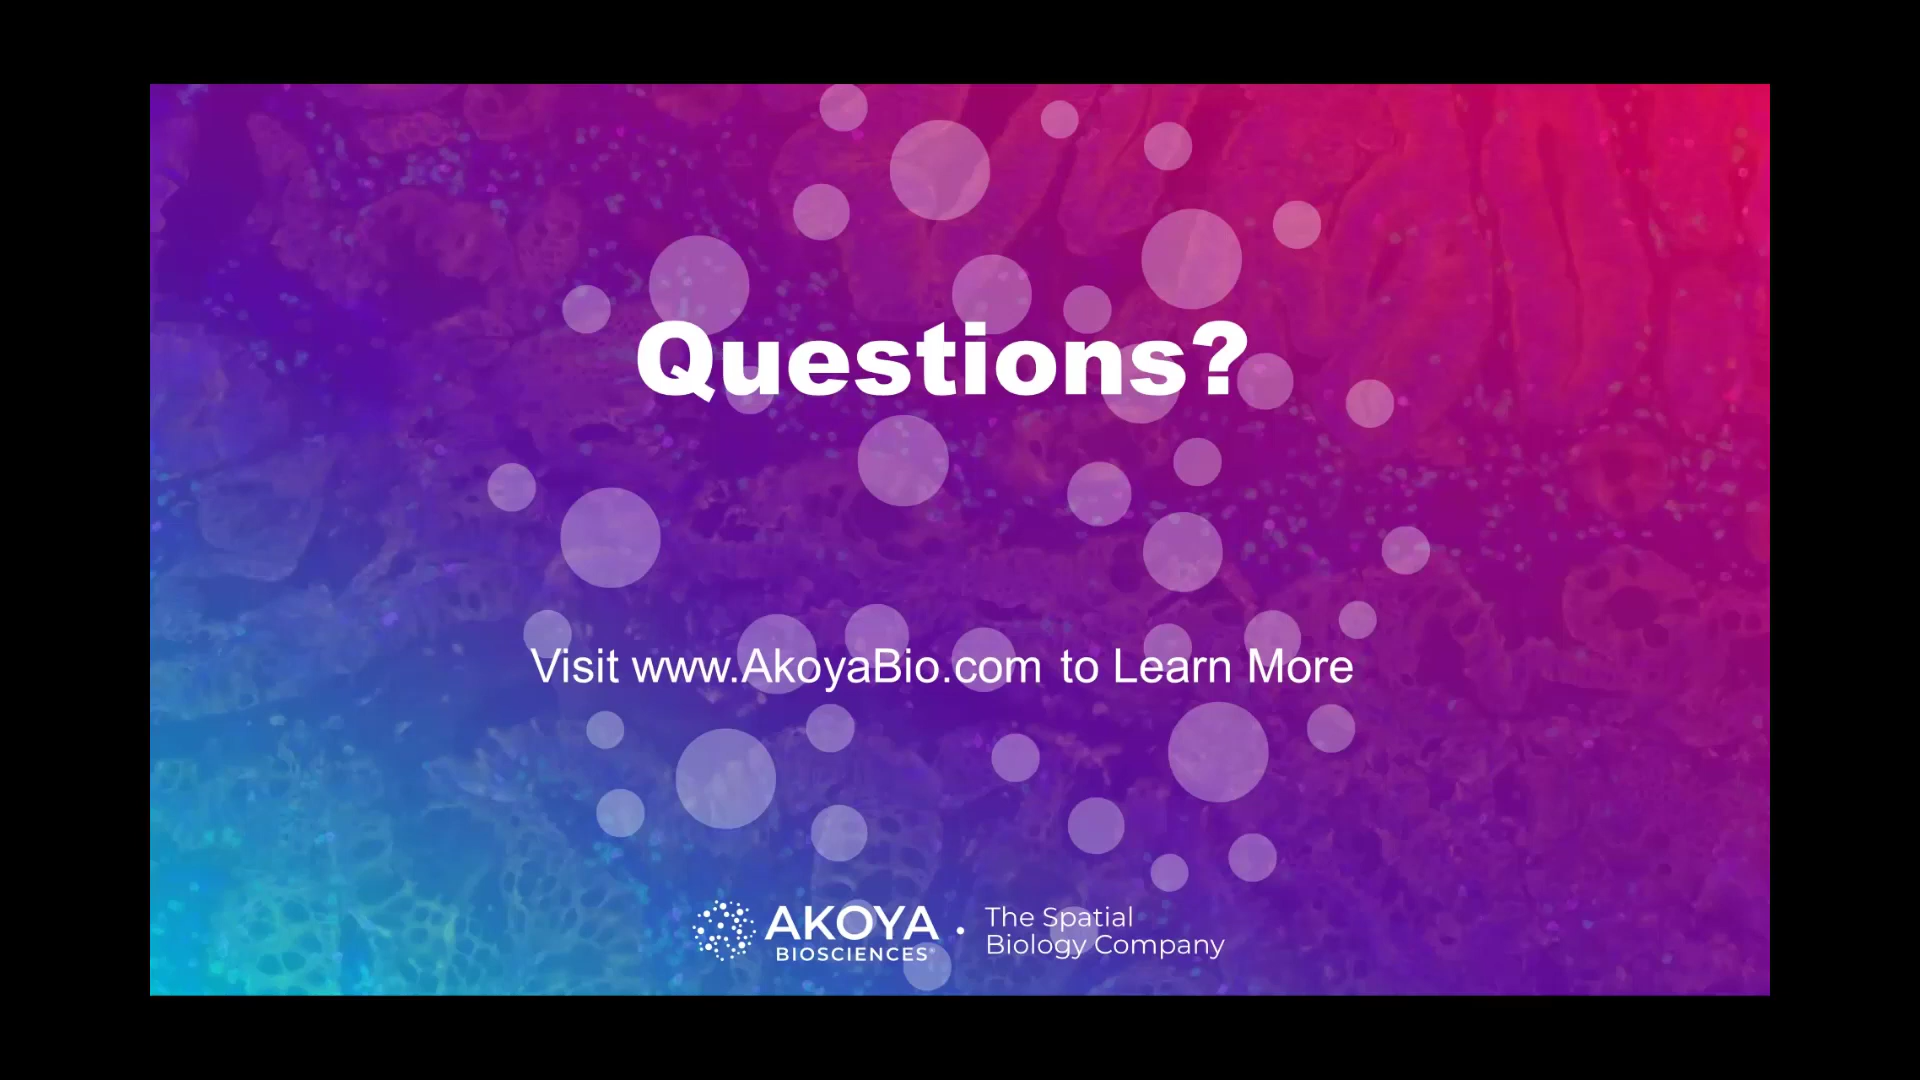 Questions?
Visit www.AkoyaBio.com to Learn More
AKOYA
BIOSCIENCES
The Spatial
Biology Company